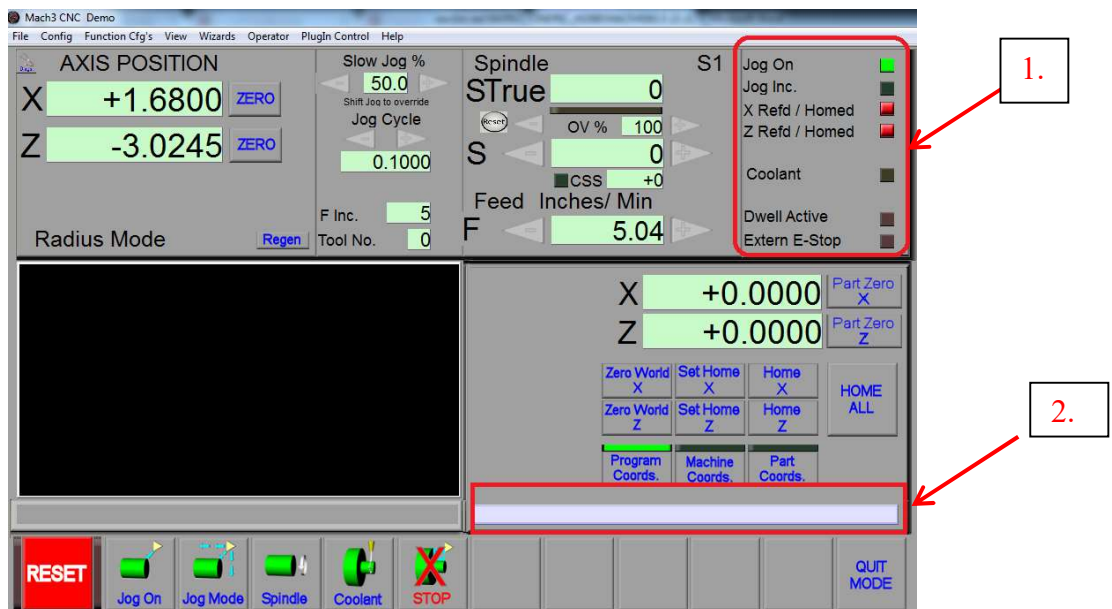 Mach3 CNC Demo
File Config Function Cfg's View Wizards Operator PlugIn Control Help
AXIS POSITION
X +1.6800 ZERO
Z -3.0245 ZERO
Radius Mode Regen
Slow Jog %
50.0
Shift Jog to override
Jog Cycle
0.1000
F Inc. 5
Tool No. 0
Spindle S1
STrue 0
Reset OV % 100
S 0
CSS +0
Feed Inches/ Min
F 5.04
Jog On
Jog Inc.
X Refd / Homed
Z Refd / Homed
Coolant
Dwell Active
Extern E-Stop
1.
X +0.0000 Part Zero X
Z +0.0000 Part Zero Z
Zero World X
Set Home X
Home X
HOME ALL
Zero World Z
Set Home Z
Home Z
Program Coords.
Machine Coords.
Part Coords.
2.
RESET
Jog On
Jog Mode
Spindle
Coolant
STOP
QUIT MODE